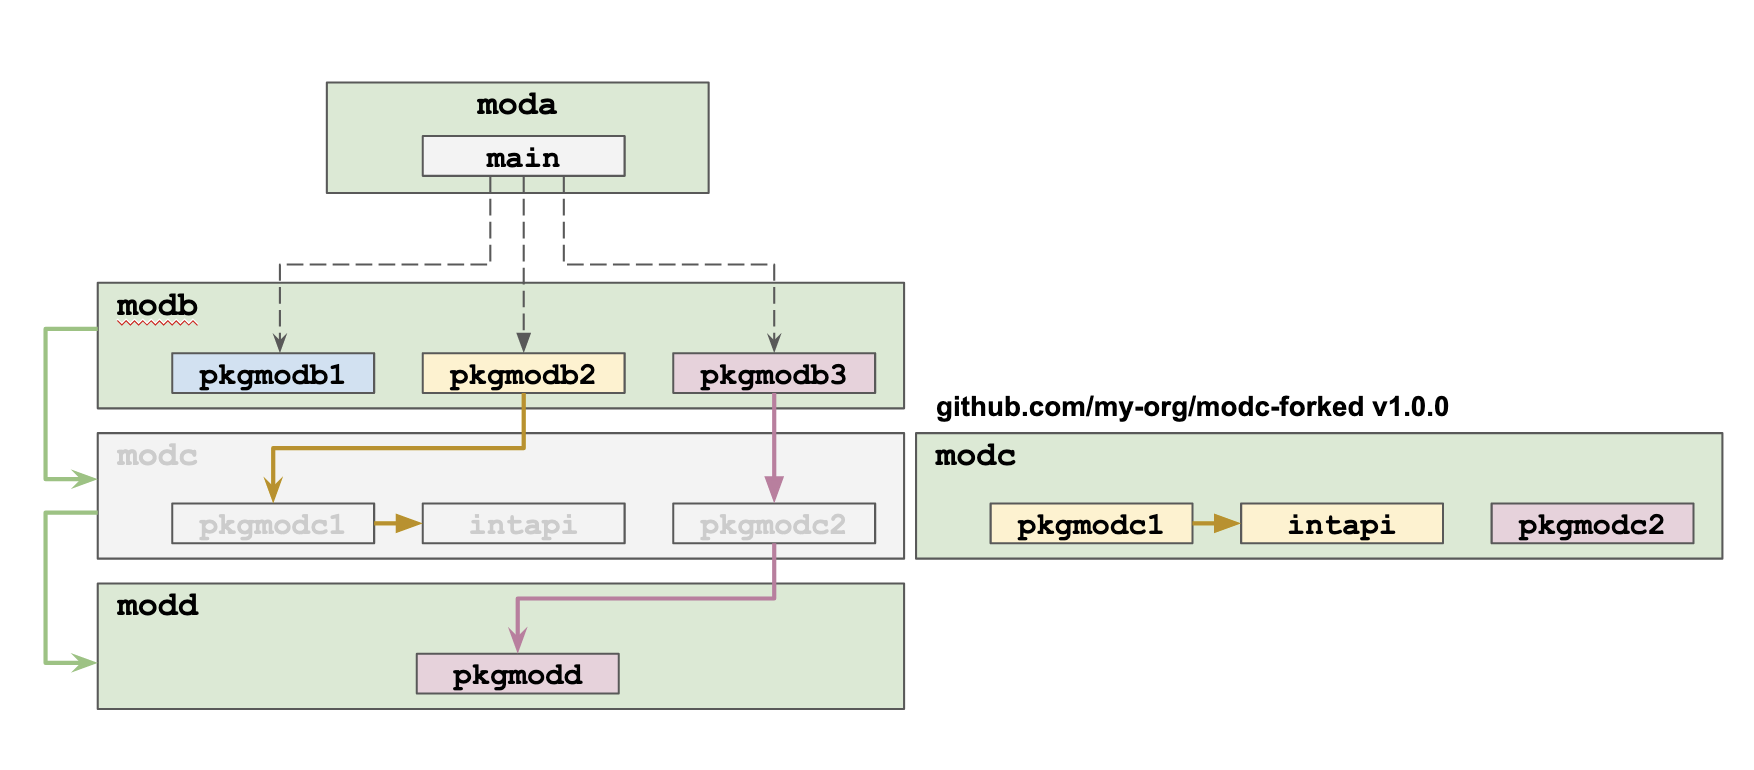 moda
main
modb
pkgmodb1 pkgmodb2 pkgmodb3
github.com/my-org/modc-forked v1.0.0
modc
pkgmodc1 intapi pkgmodc2
modc
pkgmodc1 intapi pkgmodc2
modd
pkgmodd